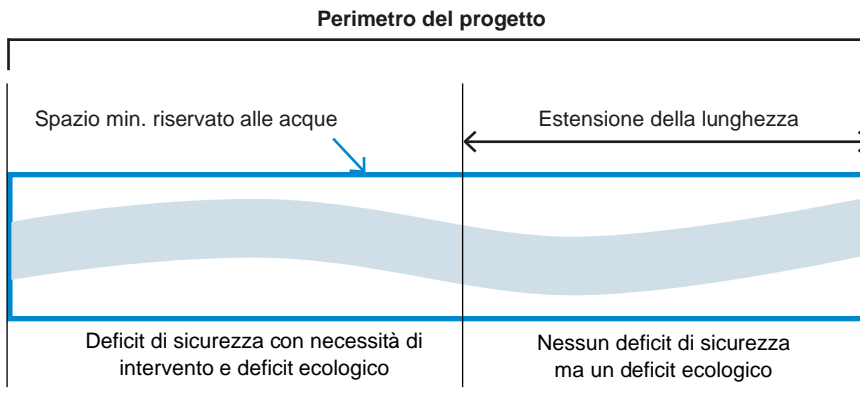 Perimetro del progetto
Spazio min. riservato alle acque
Estensione della lunghezza
Deficit di sicurezza con necessità di
intervento e deficit ecologico
Nessun deficit di sicurezza
ma un deficit ecologico